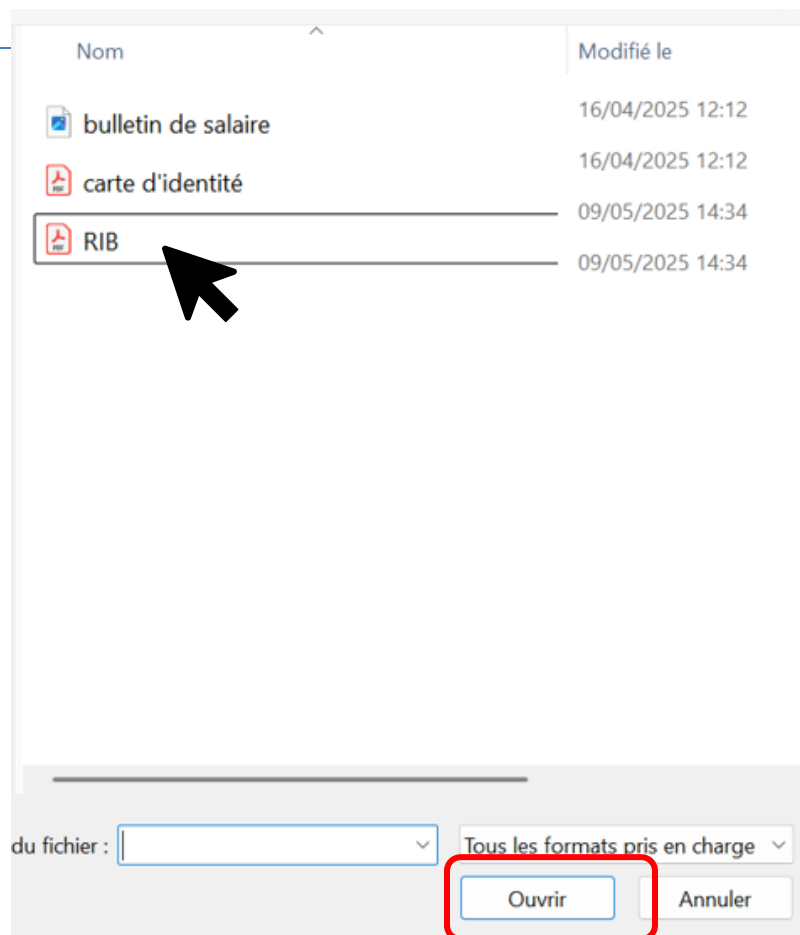 Nom Modifié le
bulletin de salaire 16/04/2025 12:12
carte d'identité 16/04/2025 12:12
RIB 09/05/2025 14:34
09/05/2025 14:34
du fichier : Tous les formats pris en charge
Ouvrir Annuler